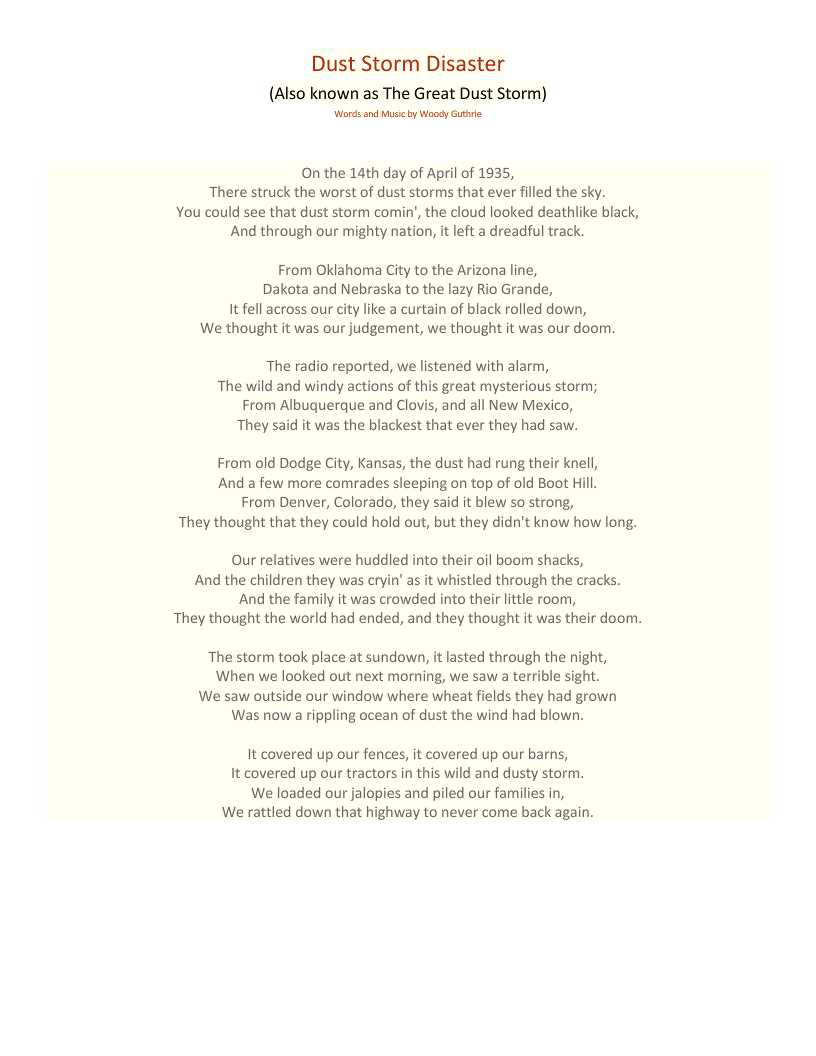 Dust Storm Disaster
(Also known as The Great Dust Storm)
Words and Music by Woody Guthrie
On the 14th day of April of 1935,
There struck the worst of dust storms that ever filled the sky.
You could see that dust storm comin', the cloud looked deathlike black,
And through our mighty nation, it left a dreadful track.
From Oklahoma City to the Arizona line,
Dakota and Nebraska to the lazy Rio Grande,
It fell across our city like a curtain of black rolled down,
We thought it was our judgement, we thought it was our doom.
The radio reported, we listened with alarm,
The wild and windy actions of this great mysterious storm;
From Albuquerque and Clovis, and all New Mexico,
They said it was the blackest that ever they had saw.
From old Dodge City, Kansas, the dust had rung their knell,
And a few more comrades sleeping on top of old Boot Hill.
From Denver, Colorado, they said it blew so strong,
They thought that they could hold out, but they didn't know how long.
Our relatives were huddled into their oil boom shacks,
And the children they was cryin' as it whistled through the cracks.
And the family it was crowded into their little room,
They thought the world had ended, and they thought it was their doom.
The storm took place at sundown, it lasted through the night,
When we looked out next morning, we saw a terrible sight.
We saw outside our window where wheat fields they had grown
Was now a rippling ocean of dust the wind had blown.
It covered up our fences, it covered up our barns,
It covered up our tractors in this wild and dusty storm.
We loaded our jalopies and piled our families in,
We rattled down that highway to never come back again.